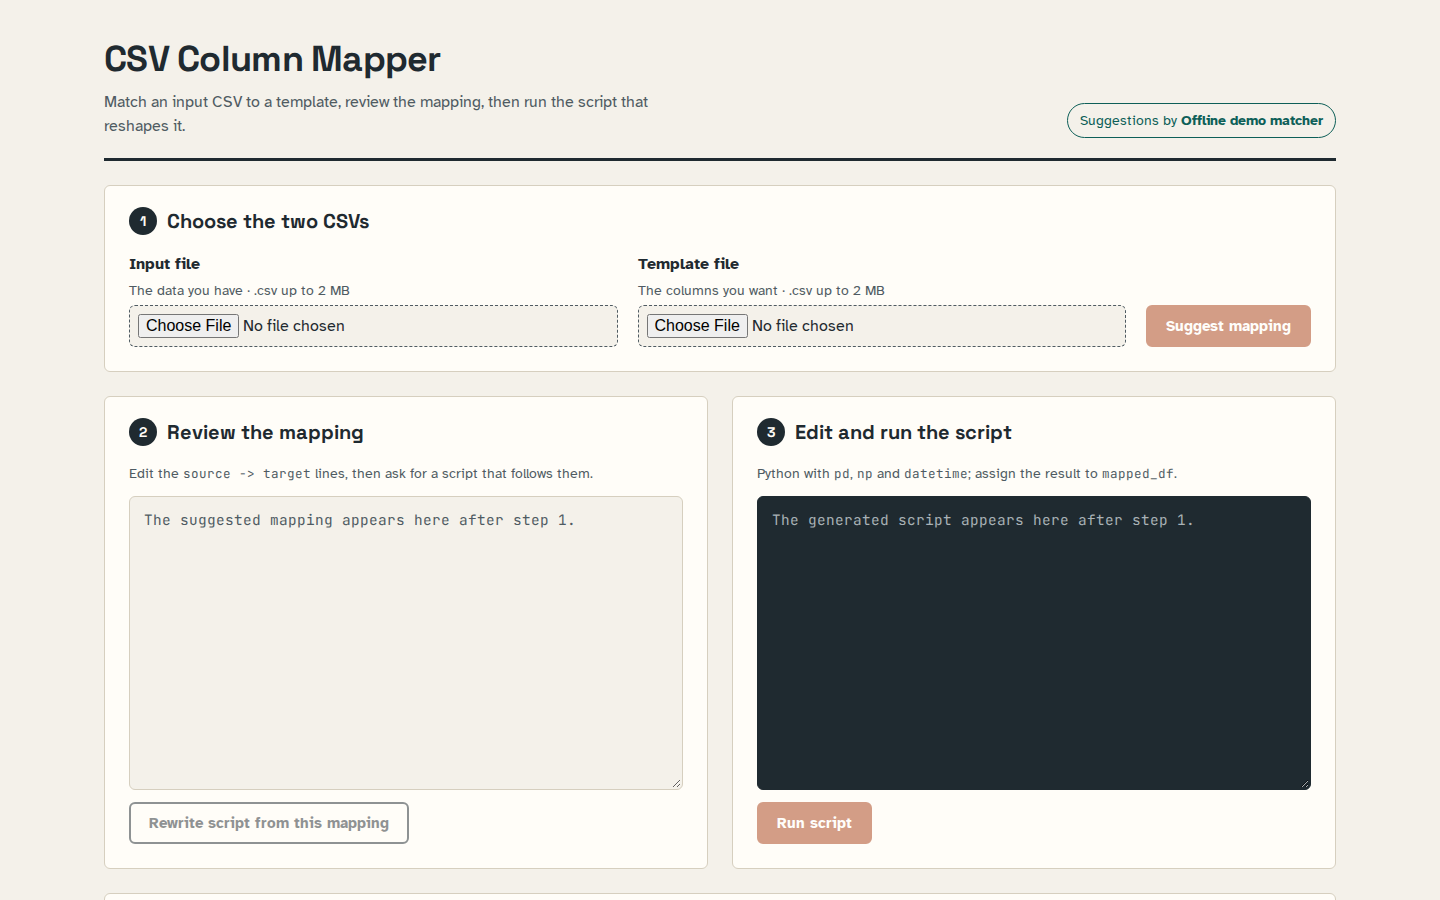 CSV Column Mapper
Match an input CSV to a template, review the mapping, then run the script that
reshapes it.
Suggestions by Offline demo matcher
1 Choose the two CSVs
Input file
The data you have · .csv up to 2 MB
Choose File No file chosen
Template file
The columns you want · .csv up to 2 MB
Choose File No file chosen
Suggest mapping
2 Review the mapping
Edit the source -> target lines, then ask for a script that follows them.
The suggested mapping appears here after step 1.
Rewrite script from this mapping
3 Edit and run the script
Python with pd, np and datetime; assign the result to mapped_df.
The generated script appears here after step 1.
Run script